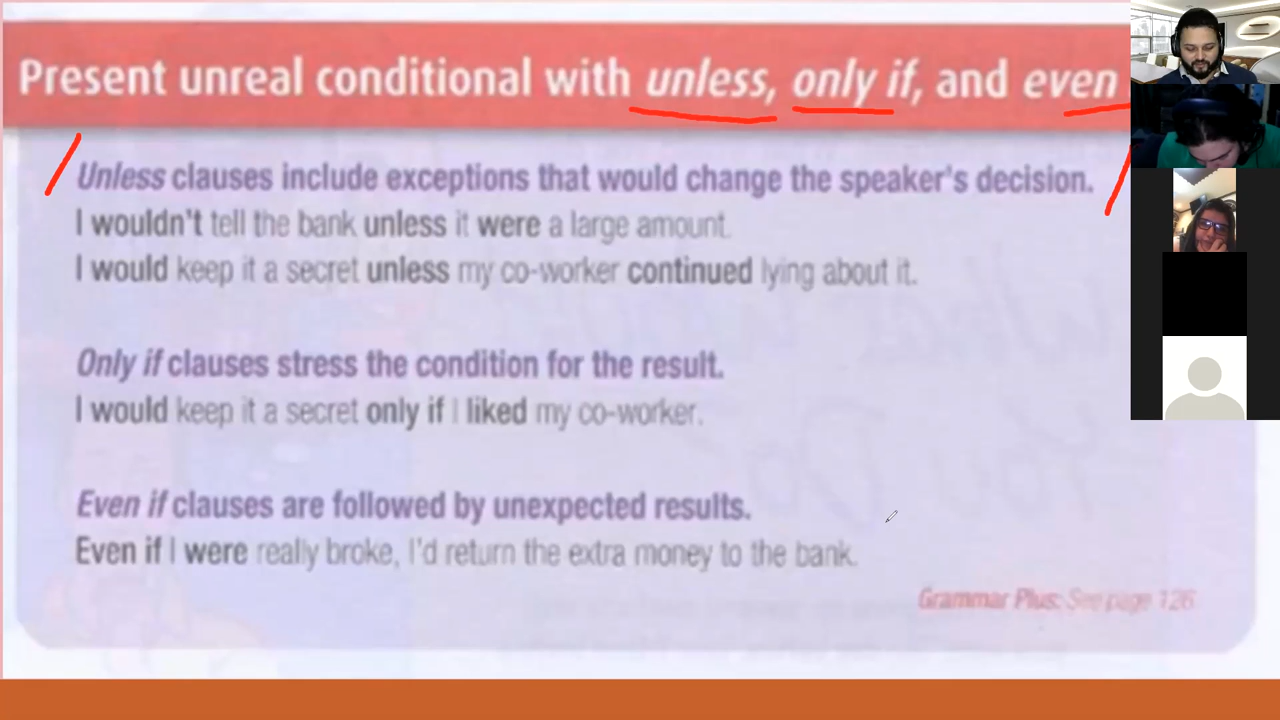 Present unreal conditional with unless, only if, and even
Unless clauses include exceptions that would change the speaker's decision.
I wouldn't tell the bank unless it were a large amount.
I would keep it a secret unless my co-worker continued lying about it.
Only if clauses stress the condition for the result.
I would keep it a secret only if I liked my co-worker.
Even if clauses are followed by unexpected results.
Even if I were really broke, I'd return the extra money to the bank.
Grammar Plus: See page 126